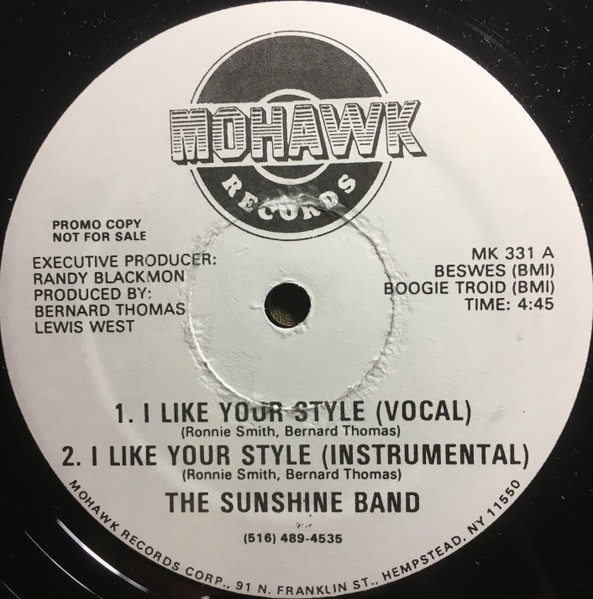 MOHAWK
RECORDS
PROMO COPY
NOT FOR SALE
EXECUTIVE PRODUCER:
RANDY BLACKMON
PRODUCED BY:
BERNARD THOMAS
LEWIS WEST
MK 331 A
BESWES (BMI)
BOOGIE TROID (BMI)
TIME: 4:45
1. I LIKE YOUR STYLE (VOCAL)
(Ronnie Smith, Bernard Thomas)
2. I LIKE YOUR STYLE (INSTRUMENTAL)
(Ronnie Smith, Bernard Thomas)
THE SUNSHINE BAND
(516) 489-4535
MOHAWK RECORDS CORP., 91 N. FRANKLIN ST., HEMPSTEAD, NY 11550